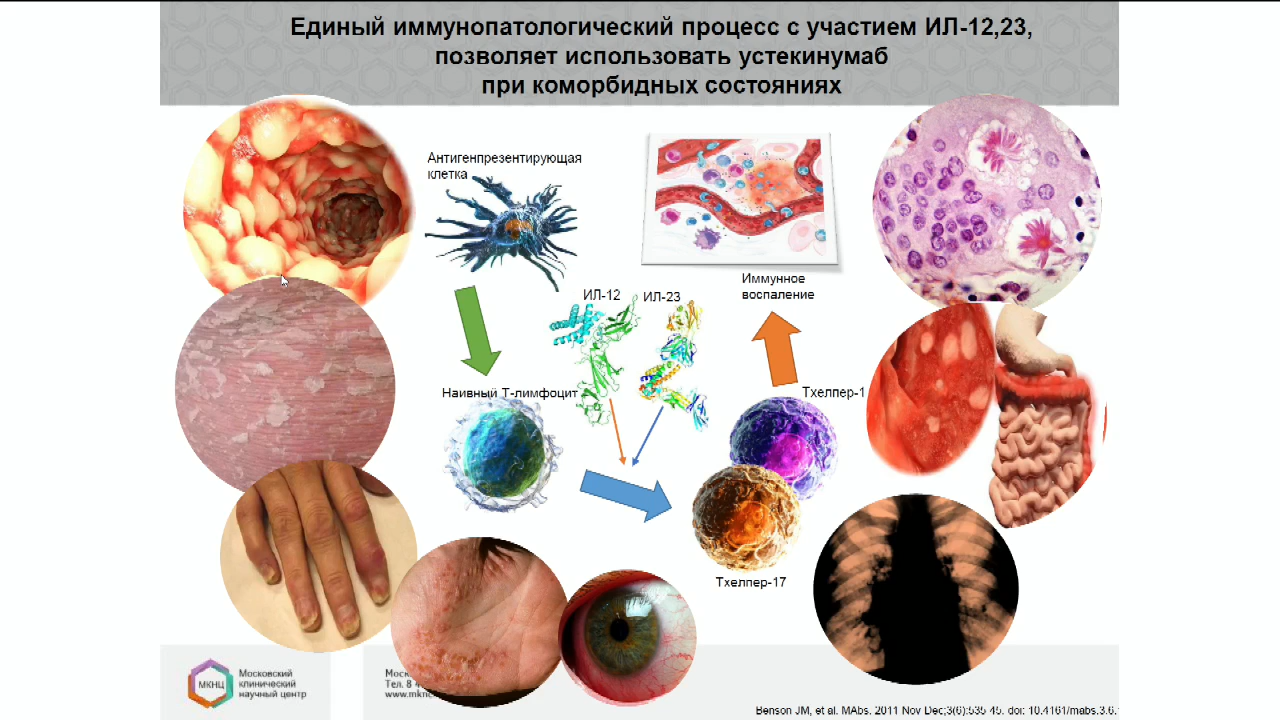 Единый иммунопатологический процесс с участием ИЛ-12,23,
позволяет использовать устекинумаб
при коморбидных состояниях
Антигенпрезентирующая
клетка
Иммунное
воспаление
ИЛ-12
ИЛ-23
Наивный Т-лимфоцит
Тхелпер-1
Тхелпер-17
МКНЦ
Московский
клинический
научный центр
Тел. 8
Benson JM, et al. MAbs. 2011 Nov Dec;3(6):535 45. doi: 10.4161/mabs.3.6.